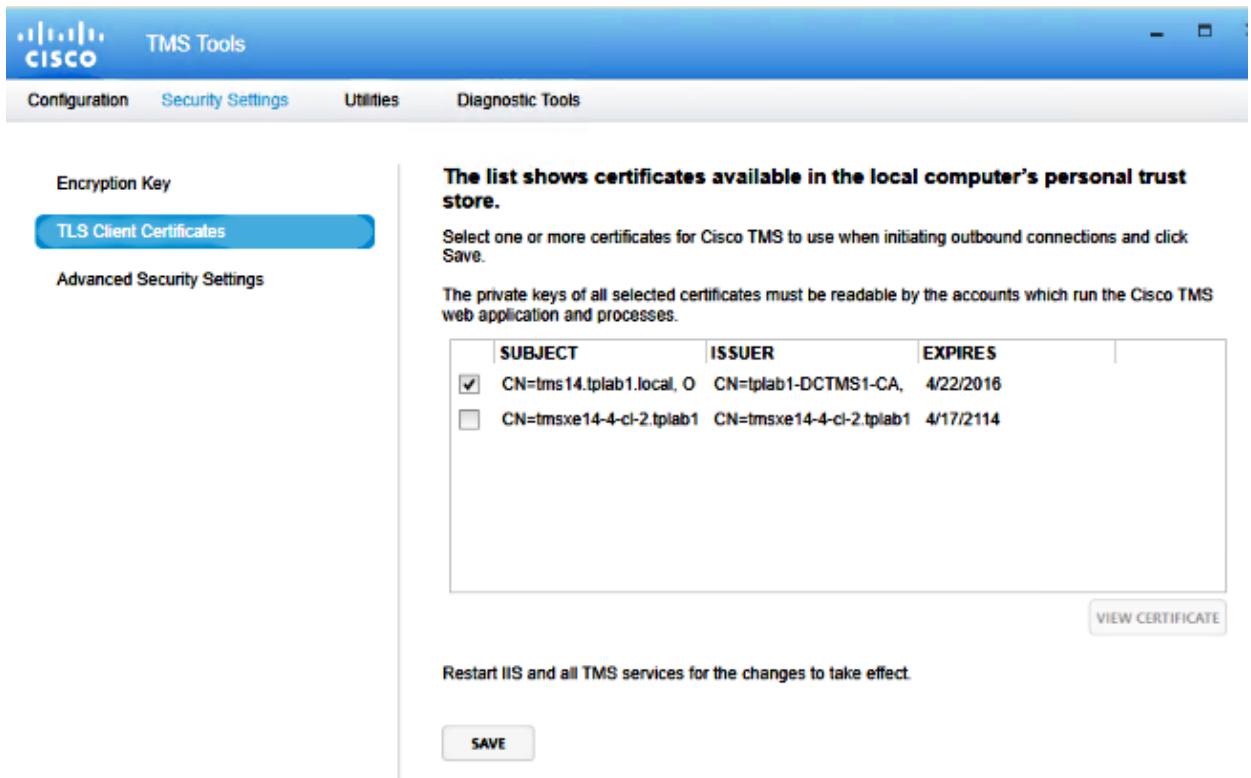 CISCO TMS Tools
Configuration Security Settings Utilities Diagnostic Tools
Encryption Key
TLS Client Certificates
Advanced Security Settings
The list shows certificates available in the local computer's personal trust
store.
Select one or more certificates for Cisco TMS to use when initiating outbound connections and click
Save.
The private keys of all selected certificates must be readable by the accounts which run the Cisco TMS
web application and processes.
SUBJECT ISSUER EXPIRES
CN=tms14.tplab1.local, O CN=tplab1-DCTMS1-CA, 4/22/2016
CN=tmsxe14-4-cl-2.tplab1 CN=tmsxe14-4-cl-2.tplab1 4/17/2114
VIEW CERTIFICATE
Restart IIS and all TMS services for the changes to take effect.
SAVE